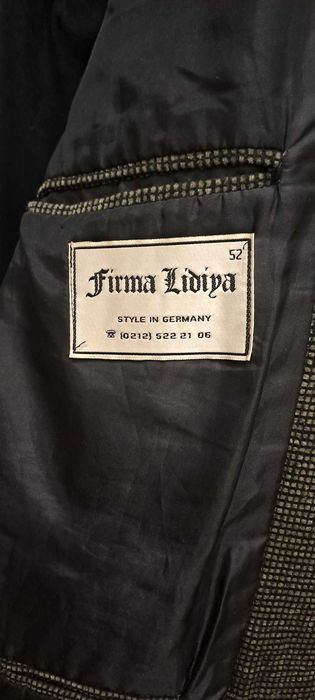 52
Firma Lidiya
STYLE IN GERMANY
☎ (0212) 522 21 06